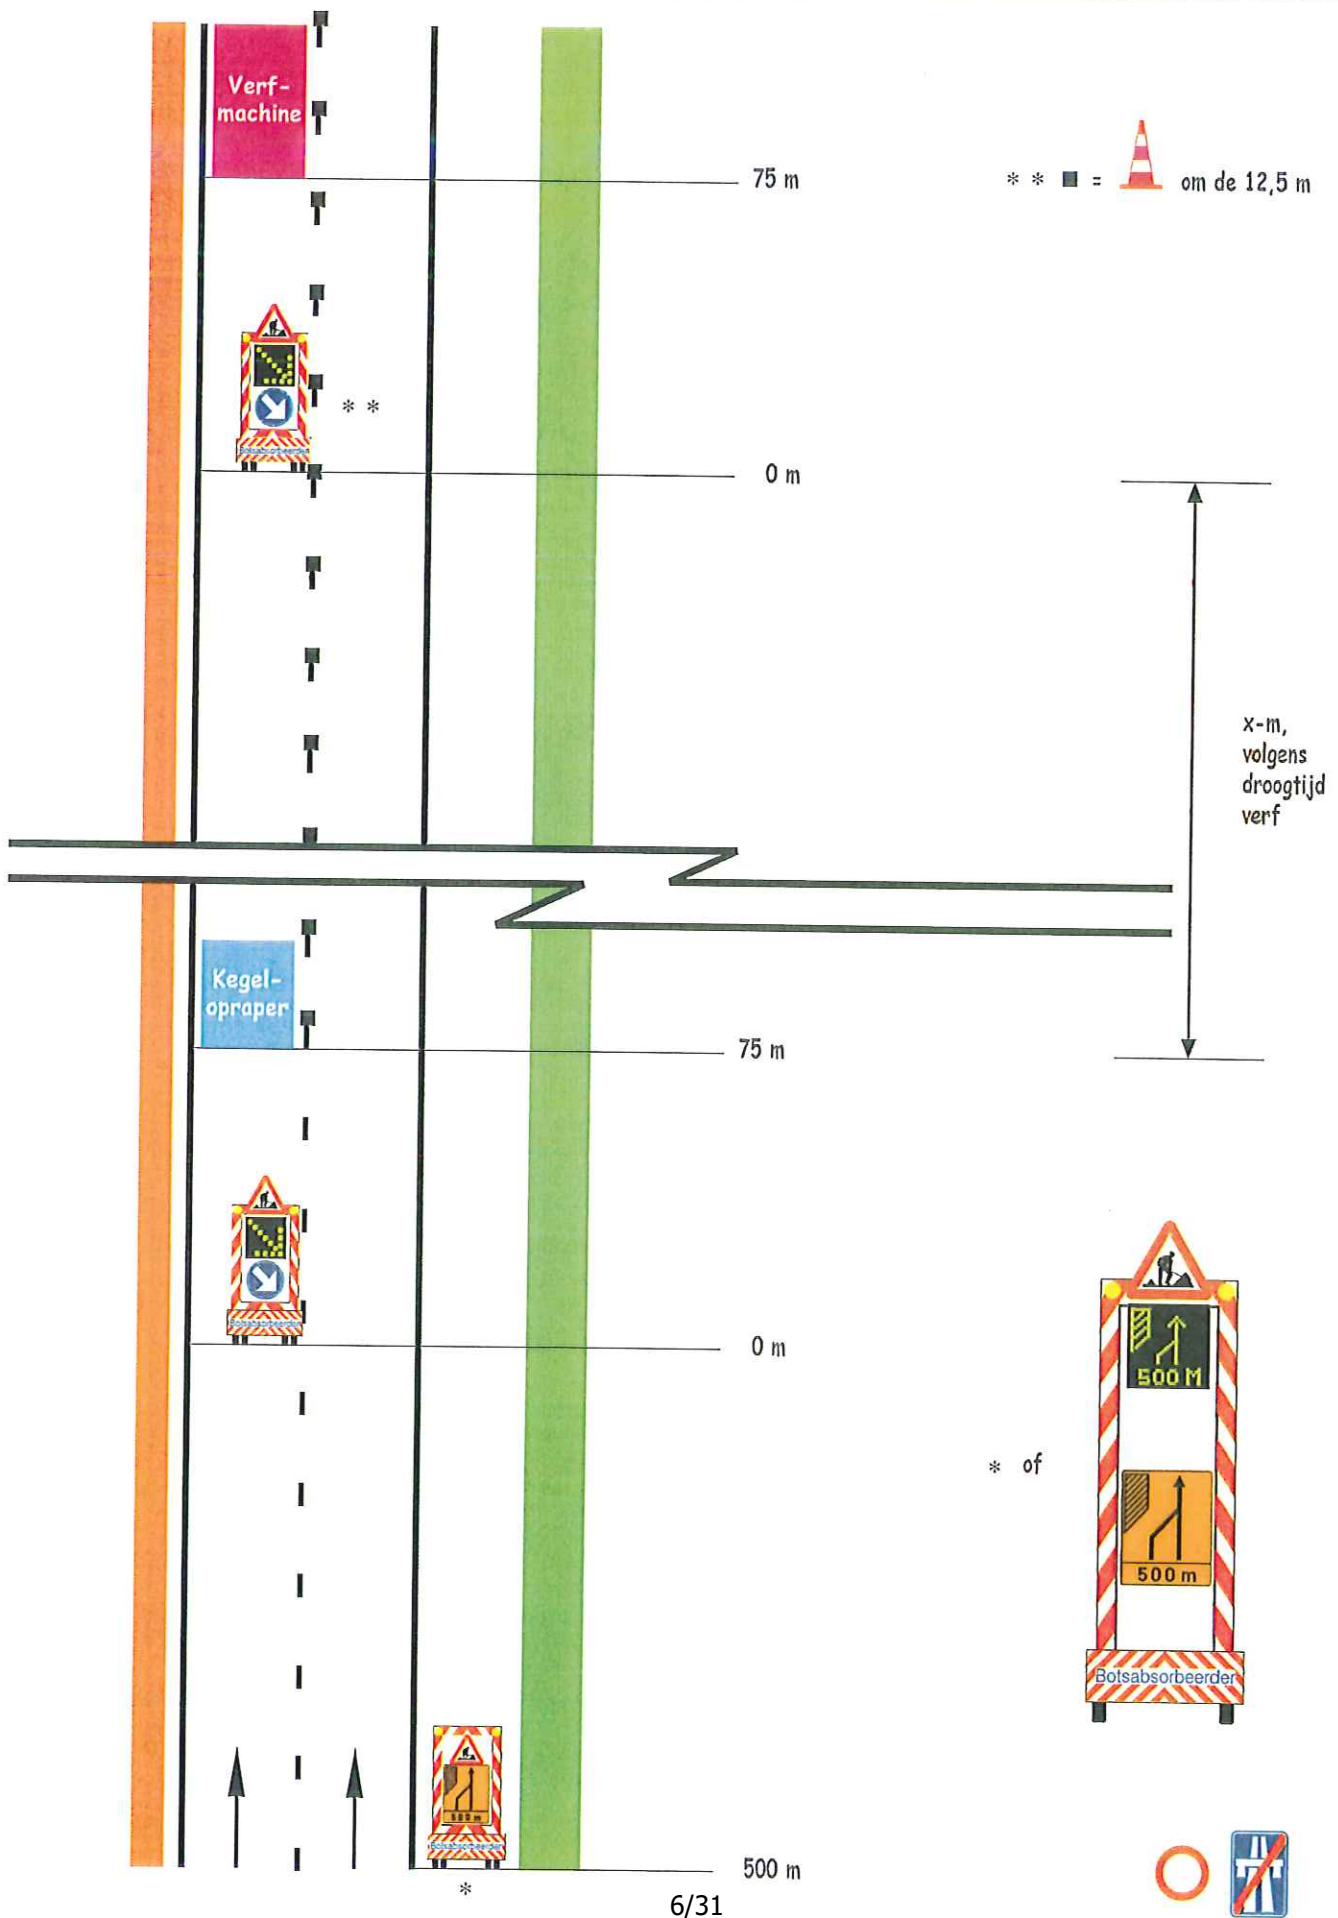 Verf-
machine
75 m
* * ■ = om de 12,5 m
Botsabsorbeerder
* *
0 m
x-m,
volgens
droogtijd
verf
Kegel-
opraper
75 m
Botsabsorbeerder
0 m
500 M
* of
500 m
Botsabsorbeerder
500 m
Botsabsorbeerder
500 m
*
6/31